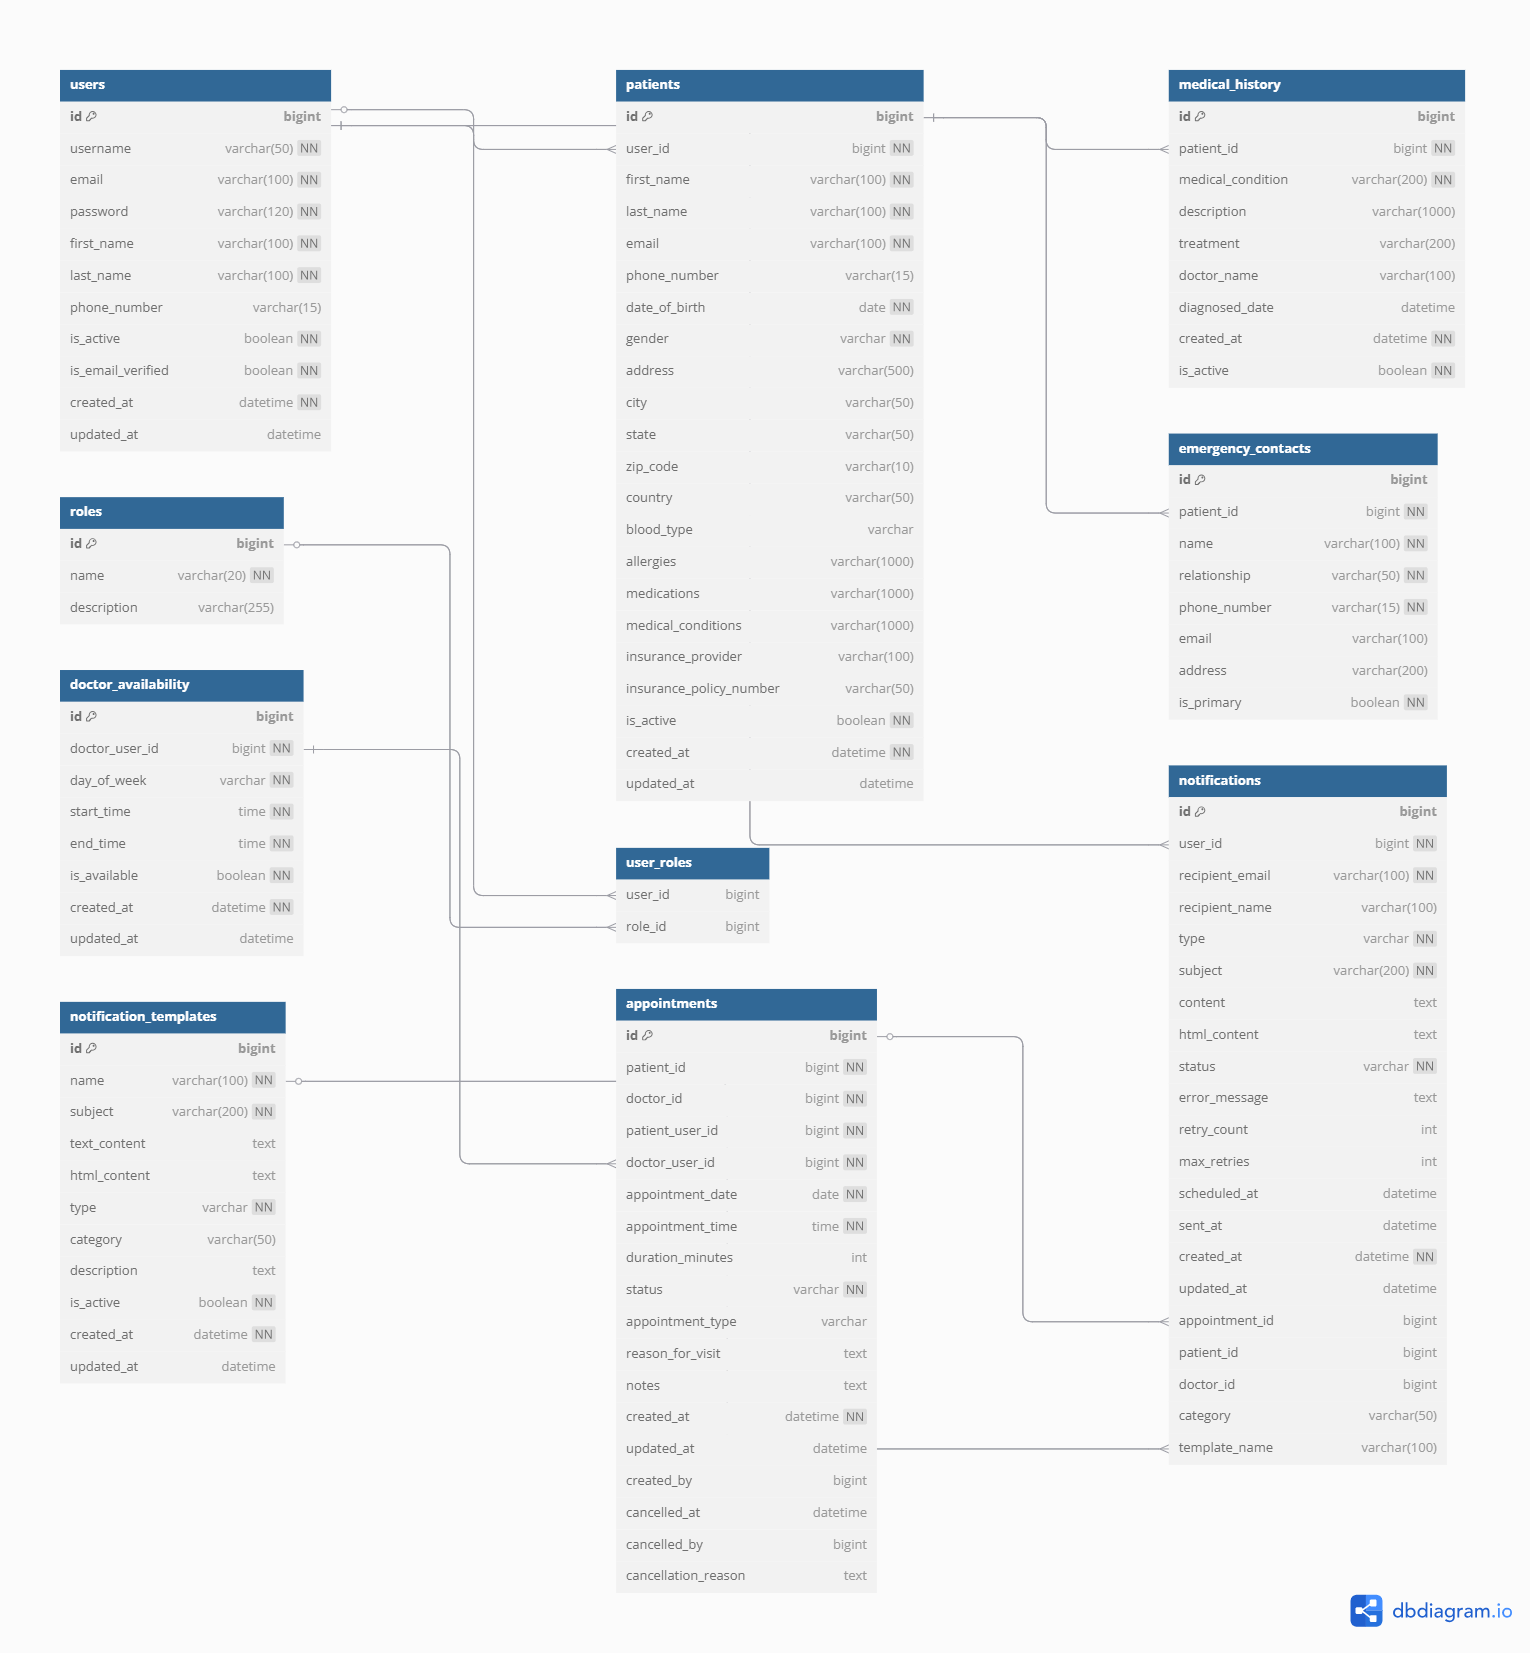 users
id bigint
username varchar(50) NN
email varchar(100) NN
password varchar(120) NN
first_name varchar(100) NN
last_name varchar(100) NN
phone_number varchar(15)
is_active boolean NN
is_email_verified boolean NN
created_at datetime NN
updated_at datetime
roles
id bigint
name varchar(20) NN
description varchar(255)
doctor_availability
id bigint
doctor_user_id bigint NN
day_of_week varchar NN
start_time time NN
end_time time NN
is_available boolean NN
created_at datetime NN
updated_at datetime
notification_templates
id bigint
name varchar(100) NN
subject varchar(200) NN
text_content text
html_content text
type varchar NN
category varchar(50)
description text
is_active boolean NN
created_at datetime NN
updated_at datetime
patients
id bigint
user_id bigint NN
first_name varchar(100) NN
last_name varchar(100) NN
email varchar(100) NN
phone_number varchar(15)
date_of_birth date NN
gender varchar NN
address varchar(500)
city varchar(50)
state varchar(50)
zip_code varchar(10)
country varchar(50)
blood_type varchar
allergies varchar(1000)
medications varchar(1000)
medical_conditions varchar(1000)
insurance_provider varchar(100)
insurance_policy_number varchar(50)
is_active boolean NN
created_at datetime NN
updated_at datetime
user_roles
user_id bigint
role_id bigint
appointments
id bigint
patient_id bigint NN
doctor_id bigint NN
patient_user_id bigint NN
doctor_user_id bigint NN
appointment_date date NN
appointment_time time NN
duration_minutes int
status varchar NN
appointment_type varchar
reason_for_visit text
notes text
created_at datetime NN
updated_at datetime
created_by bigint
cancelled_at datetime
cancelled_by bigint
cancellation_reason text
medical_history
id bigint
patient_id bigint NN
medical_condition varchar(200) NN
description varchar(1000)
treatment varchar(200)
doctor_name varchar(100)
diagnosed_date datetime
created_at datetime NN
is_active boolean NN
emergency_contacts
id bigint
patient_id bigint NN
name varchar(100) NN
relationship varchar(50) NN
phone_number varchar(15) NN
email varchar(100)
address varchar(200)
is_primary boolean NN
notifications
id bigint
user_id bigint NN
recipient_email varchar(100) NN
recipient_name varchar(100)
type varchar NN
subject varchar(200) NN
content text
html_content text
status varchar NN
error_message text
retry_count int
max_retries int
scheduled_at datetime
sent_at datetime
created_at datetime NN
updated_at datetime
appointment_id bigint
patient_id bigint
doctor_id bigint
category varchar(50)
template_name varchar(100)
dbdiagram.io